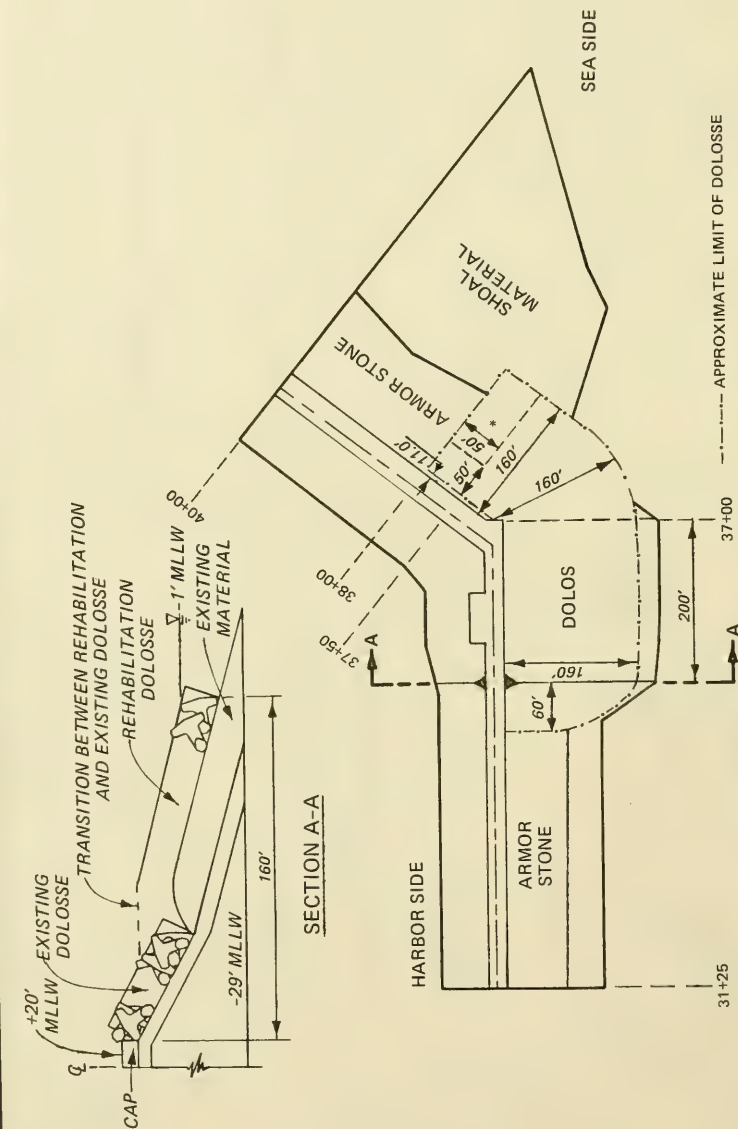 ℄
+20'
MLLW
EXISTING
DOLOSSE
TRANSITION BETWEEN REHABILITATION
AND EXISTING DOLOSSE
REHABILITATION
DOLOSSE
-1' MLLW
EXISTING
MATERIAL
CAP
-29' MLLW
160'
SECTION A-A
40+00
38+00
37+50
ARMOR STONE
SHOAL
MATERIAL
SEA SIDE
11.0'
50'
50'
*
160'
160'
A
HARBOR SIDE
DOLOS
160'
60'
200'
A
ARMOR
STONE
31+25
37+00
APPROXIMATE LIMIT OF DOLOSSE